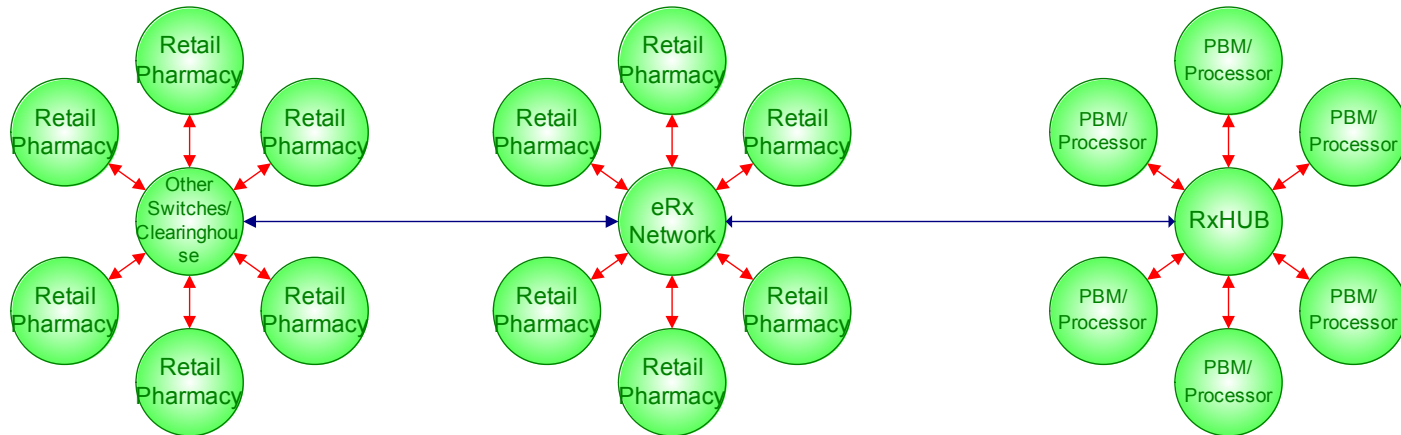 Retail
Pharmacy
Retail
Pharmacy
Retail
Pharmacy
Other
Switches/
Clearinghou
se
Retail
Pharmacy
Retail
Pharmacy
Retail
Pharmacy
Retail
Pharmacy
Retail
Pharmacy
Retail
Pharmacy
eRx
Network
Retail
Pharmacy
Retail
Pharmacy
Retail
Pharmacy
PBM/
Processor
PBM/
Processor
PBM/
Processor
RxHUB
PBM/
Processor
PBM/
Processor
PBM/
Processor